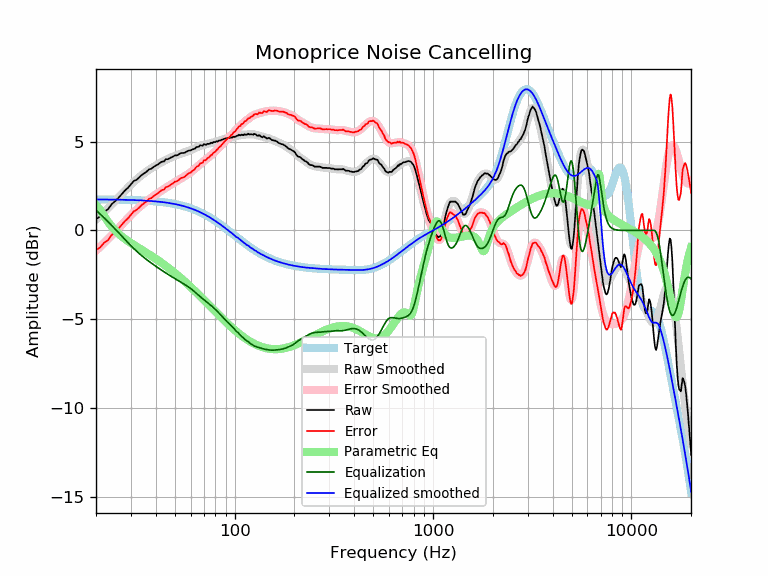 Monoprice Noise Cancelling
Amplitude (dBr)
5
0
−5
−10
−15
Target
Raw Smoothed
Error Smoothed
Raw
Error
Parametric Eq
Equalization
Equalized smoothed
100
1000
10000
Frequency (Hz)